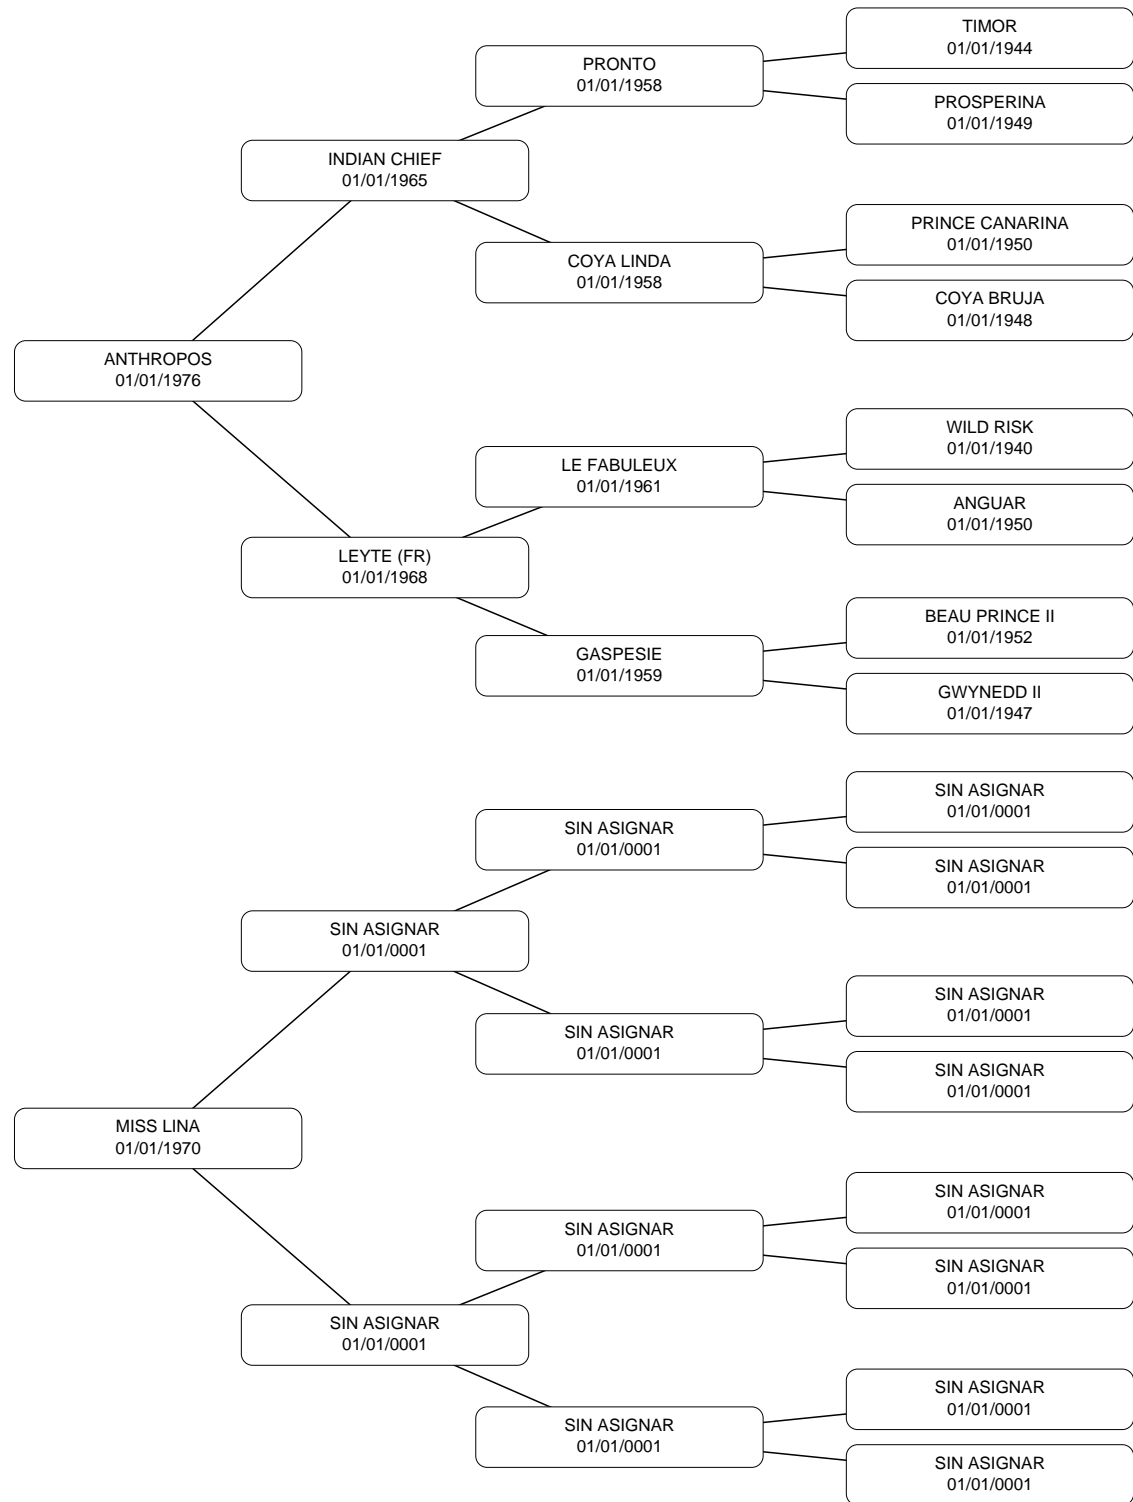 TIMOR
01/01/1944
PRONTO
01/01/1958
PROSPERINA
01/01/1949
INDIAN CHIEF
01/01/1965
PRINCE CANARINA
01/01/1950
COYA LINDA
01/01/1958
COYA BRUJA
01/01/1948
ANTHROPOS
01/01/1976
WILD RISK
01/01/1940
LE FABULEUX
01/01/1961
ANGUAR
01/01/1950
LEYTE (FR)
01/01/1968
BEAU PRINCE II
01/01/1952
GASPESIE
01/01/1959
GWYNEDD II
01/01/1947
SIN ASIGNAR
01/01/0001
SIN ASIGNAR
01/01/0001
SIN ASIGNAR
01/01/0001
SIN ASIGNAR
01/01/0001
SIN ASIGNAR
01/01/0001
SIN ASIGNAR
01/01/0001
SIN ASIGNAR
01/01/0001
MISS LINA
01/01/1970
SIN ASIGNAR
01/01/0001
SIN ASIGNAR
01/01/0001
SIN ASIGNAR
01/01/0001
SIN ASIGNAR
01/01/0001
SIN ASIGNAR
01/01/0001
SIN ASIGNAR
01/01/0001
SIN ASIGNAR
01/01/0001